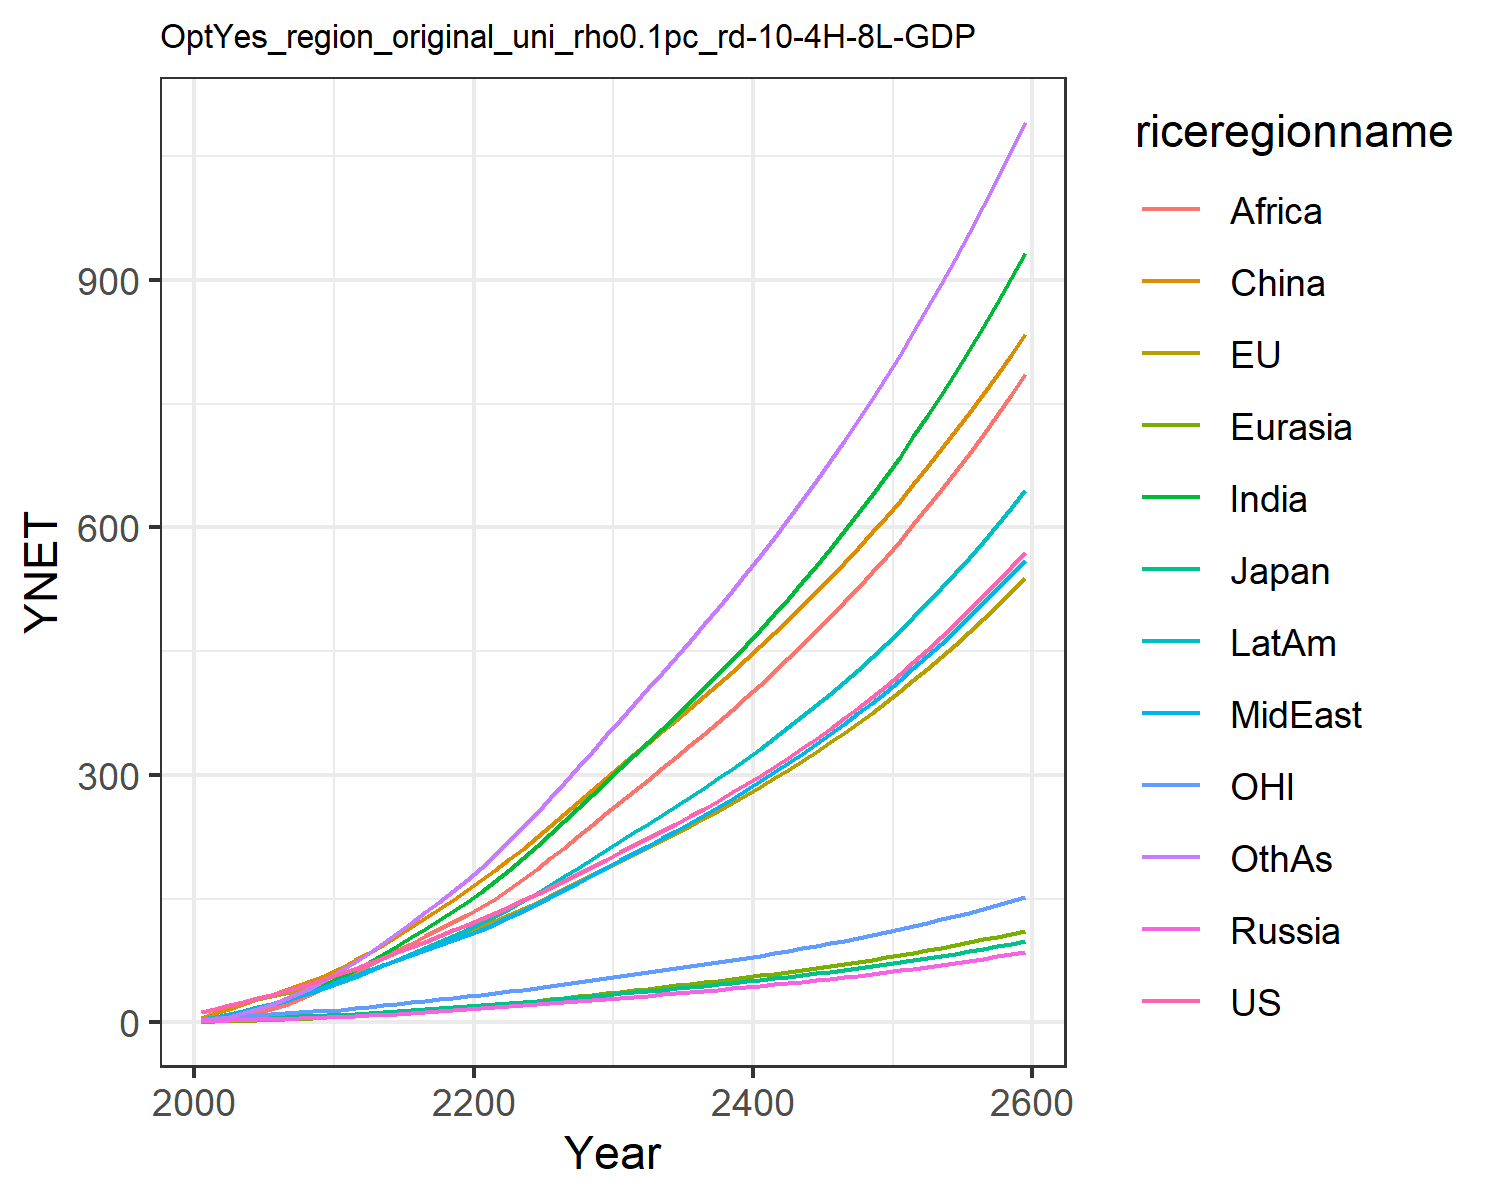 OptYes_region_original_uni_rho0.1pc_rd-10-4H-8L-GDP
YNET
900
600
300
0
2000 2200 2400 2600
Year
riceregionname
Africa
China
EU
Eurasia
India
Japan
LatAm
MidEast
OHI
OthAs
Russia
US